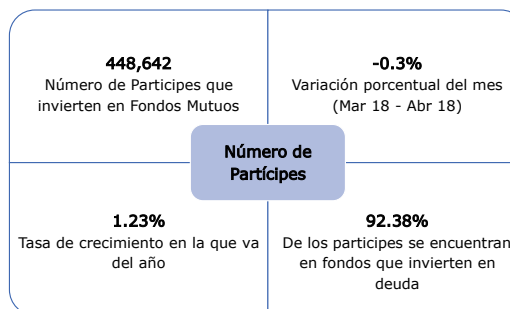 448,642
Número de Participes que
invierten en Fondos Mutuos
-0.3%
Variación porcentual del mes
(Mar 18 - Abr 18)
Número de
Partícipes
1.23%
Tasa de crecimiento en la que va
del año
92.38%
De los participes se encuentran
en fondos que invierten en
deuda